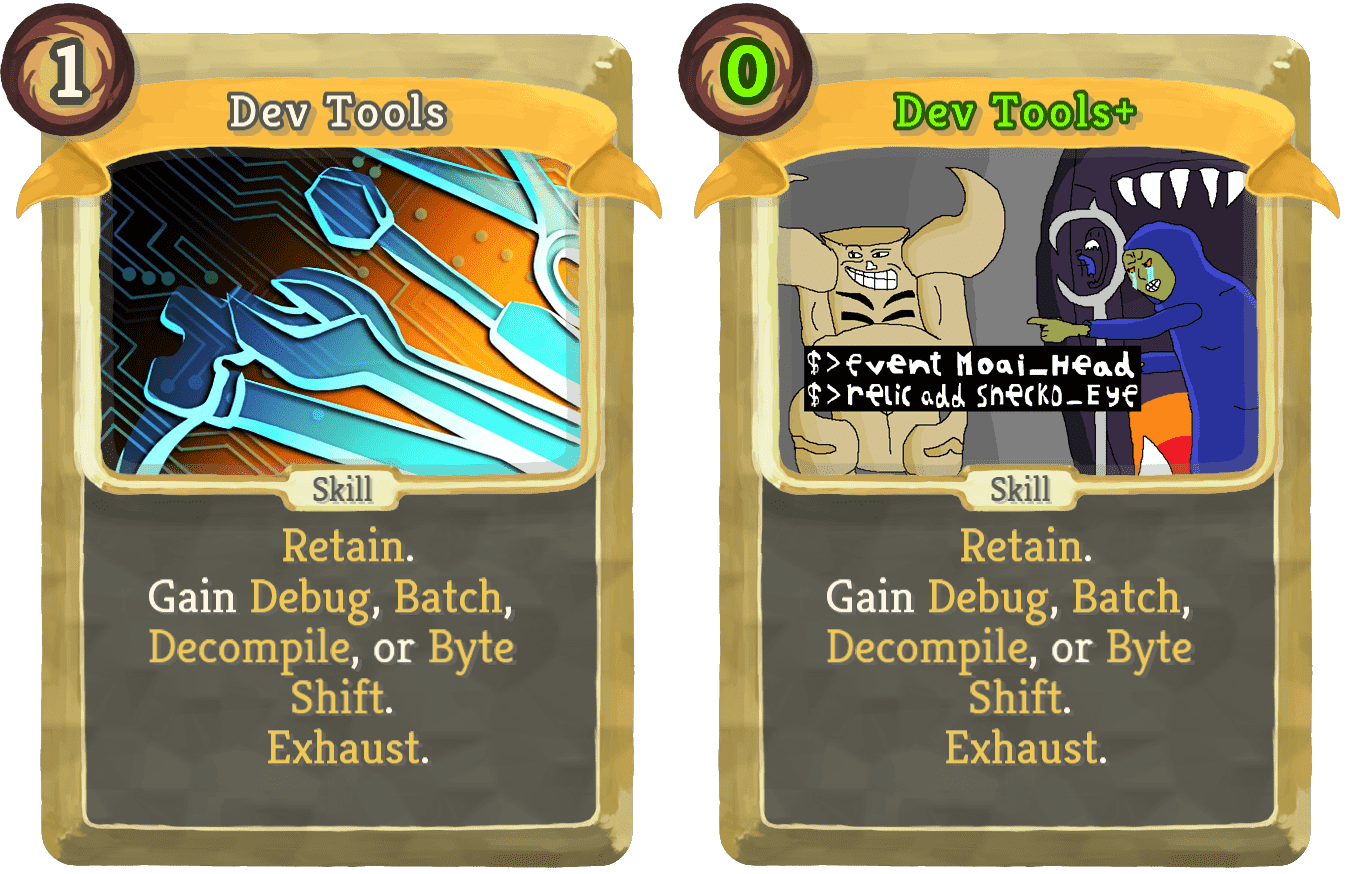 1
Dev Tools
Skill
Retain.
Gain Debug, Batch,
Decompile, or Byte
Shift.
Exhaust.
0
Dev Tools+
$>event Moai_Head
$>relic add Snecko_Eye
Skill
Retain.
Gain Debug, Batch,
Decompile, or Byte
Shift.
Exhaust.